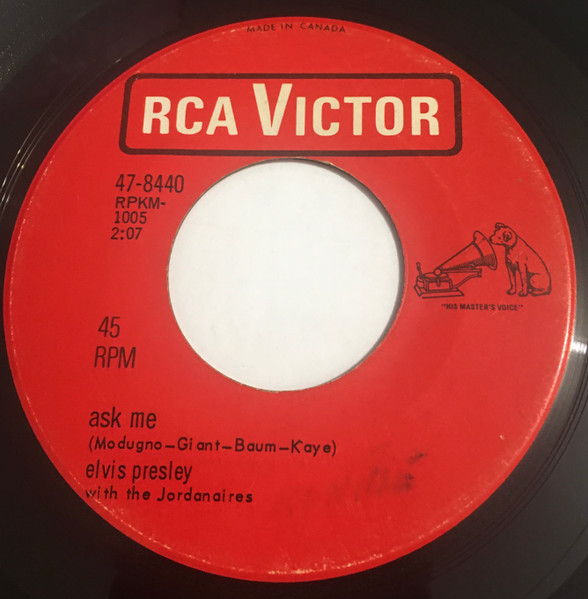 MADE IN CANADA
RCA VICTOR
47-8440
RPKM-
1005
2:07
"HIS MASTER'S VOICE"
45
RPM
ask me
(Modugno-Giant-Baum-Kaye)
elvis presley
with the Jordanaires